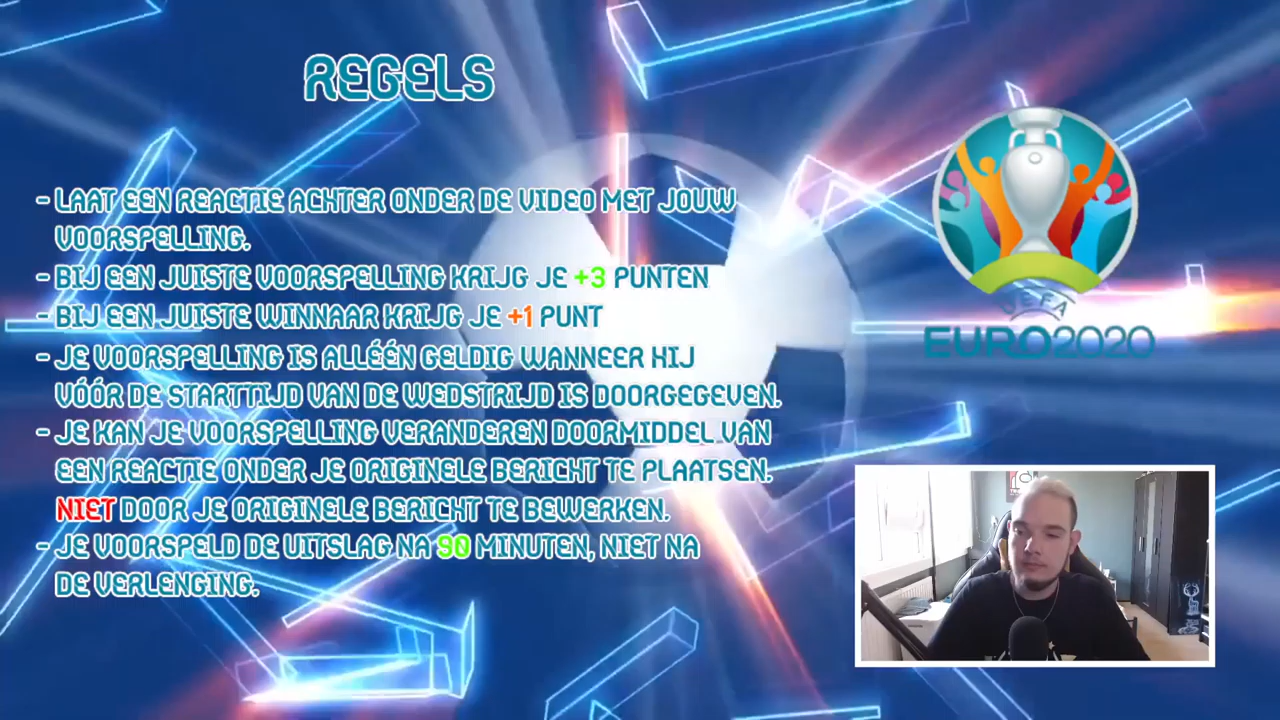 REGELS
- LAAT EEN REACTIE ACHTER ONDER DE VIDEO MET JOUW
VOORSPELLING.
- BIJ EEN JUISTE VOORSPELLING KRIJG JE +3 PUNTEN
- BIJ EEN JUISTE WINNAAR KRIJG JE +1 PUNT
- JE VOORSPELLING IS ALLÉÉN GELDIG WANNEER HIJ
VÓÓR DE STARTTIJD VAN DE WEDSTRIJD IS DOORGEGEVEN.
- JE KAN JE VOORSPELLING VERANDEREN DOORMIDDEL VAN
EEN REACTIE ONDER JE ORIGINELE BERICHT TE PLAATSEN.
NIET DOOR JE ORIGINELE BERICHT TE BEWERKEN.
- JE VOORSPELD DE UITSLAG NA 90 MINUTEN, NIET NA
DE VERLENGING.
UEFA
EURO2020